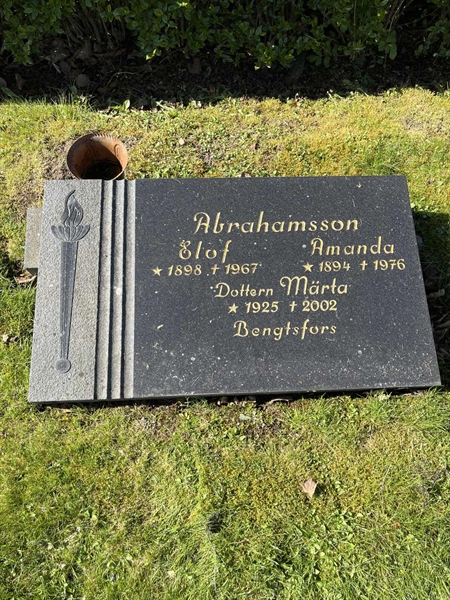 Abrahamsson
Elof Amanda
★ 1898 † 1967 ★ 1894 † 1976
Dottern Märta
★ 1925 † 2002
Bengtsfors